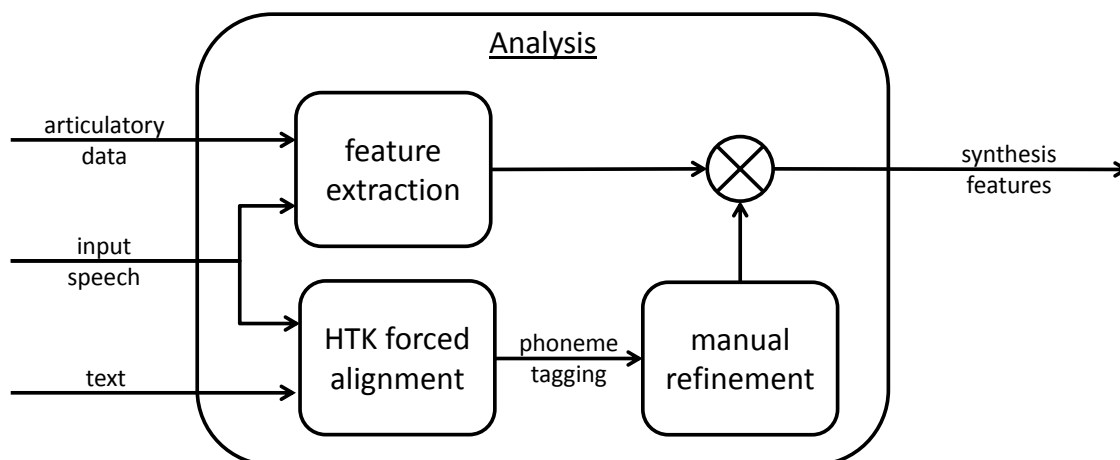 Analysis
articulatory
data
feature
extraction
synthesis
features
input
speech
HTK forced
alignment
phoneme
tagging
manual
refinement
text